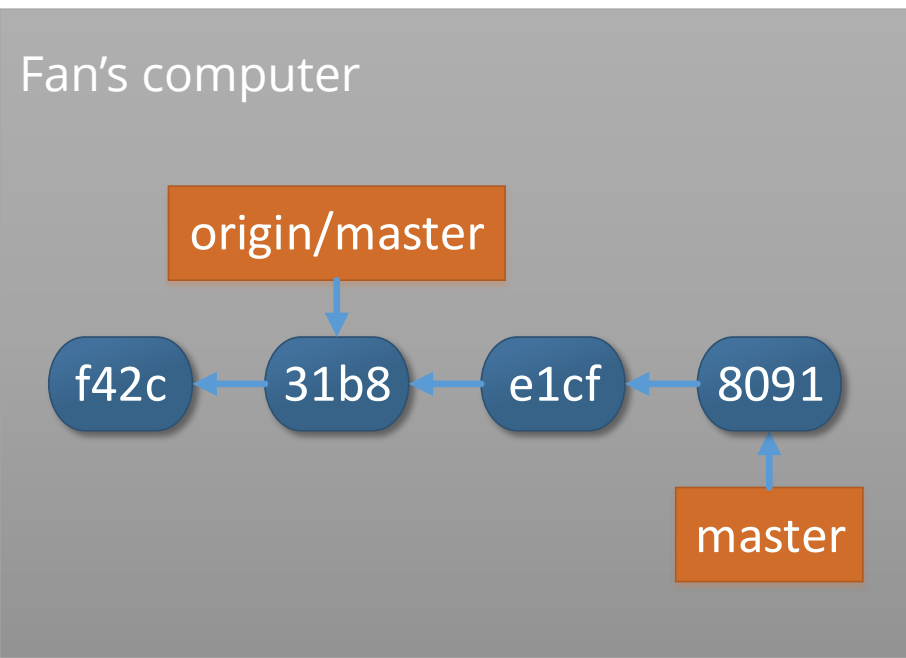 Fan’s computer
origin/master
f42c 31b8 e1cf 8091
master